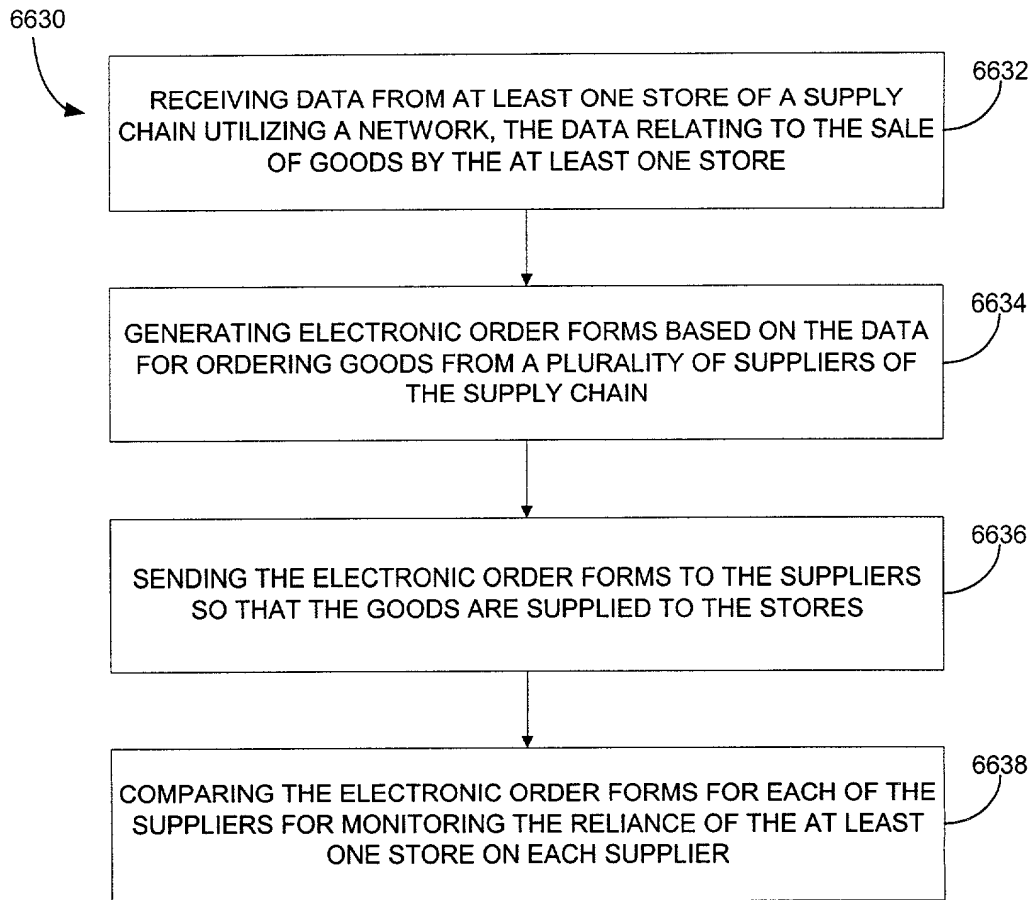 6630
6632
RECEIVING DATA FROM AT LEAST ONE STORE OF A SUPPLY
CHAIN UTILIZING A NETWORK, THE DATA RELATING TO THE SALE
OF GOODS BY THE AT LEAST ONE STORE
6634
GENERATING ELECTRONIC ORDER FORMS BASED ON THE DATA
FOR ORDERING GOODS FROM A PLURALITY OF SUPPLIERS OF
THE SUPPLY CHAIN
6636
SENDING THE ELECTRONIC ORDER FORMS TO THE SUPPLIERS
SO THAT THE GOODS ARE SUPPLIED TO THE STORES
6638
COMPARING THE ELECTRONIC ORDER FORMS FOR EACH OF THE
SUPPLIERS FOR MONITORING THE RELIANCE OF THE AT LEAST
ONE STORE ON EACH SUPPLIER